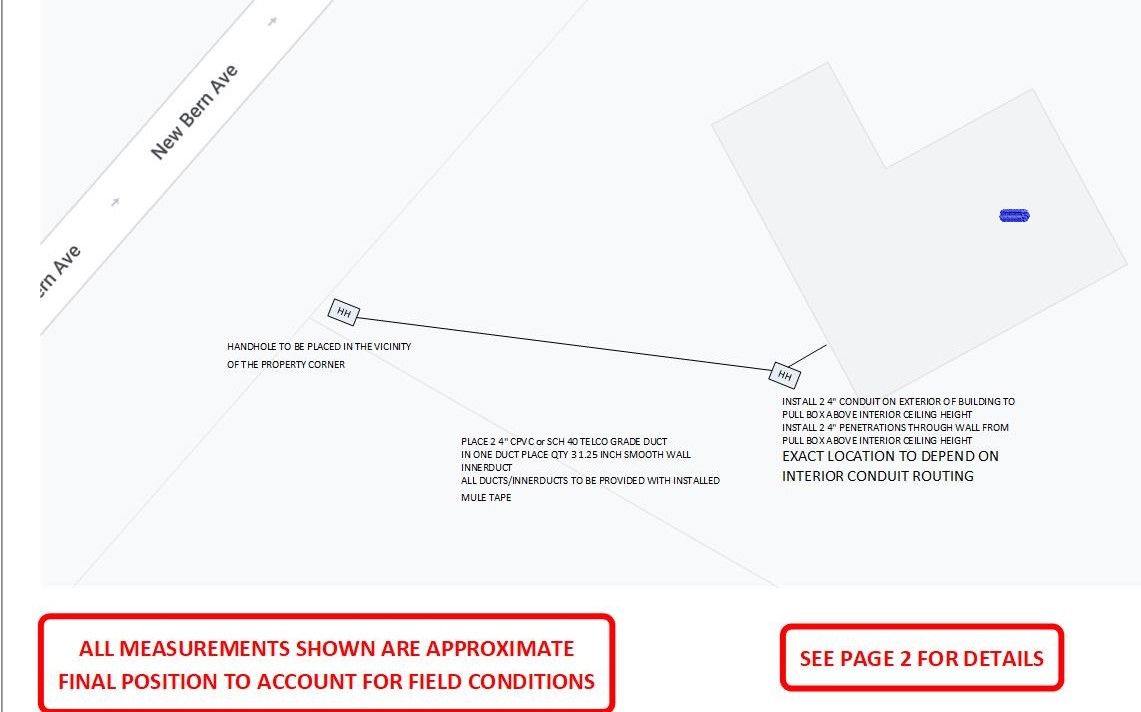 New Bern Ave
ern Ave
HH
HANDHOLE TO BE PLACED IN THE VICINITY
OF THE PROPERTY CORNER
HH
INSTALL 2 4" CONDUIT ON EXTERIOR OF BUILDING TO
PULL BOX ABOVE INTERIOR CEILING HEIGHT
INSTALL 2 4" PENETRATIONS THROUGH WALL FROM
PULL BOX ABOVE INTERIOR CEILING HEIGHT
EXACT LOCATION TO DEPEND ON
INTERIOR CONDUIT ROUTING
PLACE 2 4" CPVC or SCH 40 TELCO GRADE DUCT
IN ONE DUCT PLACE QTY 3 1.25 INCH SMOOTH WALL
INNERDUCT
ALL DUCTS/INNERDUCTS TO BE PROVIDED WITH INSTALLED
MULE TAPE
ALL MEASUREMENTS SHOWN ARE APPROXIMATE
FINAL POSITION TO ACCOUNT FOR FIELD CONDITIONS
SEE PAGE 2 FOR DETAILS